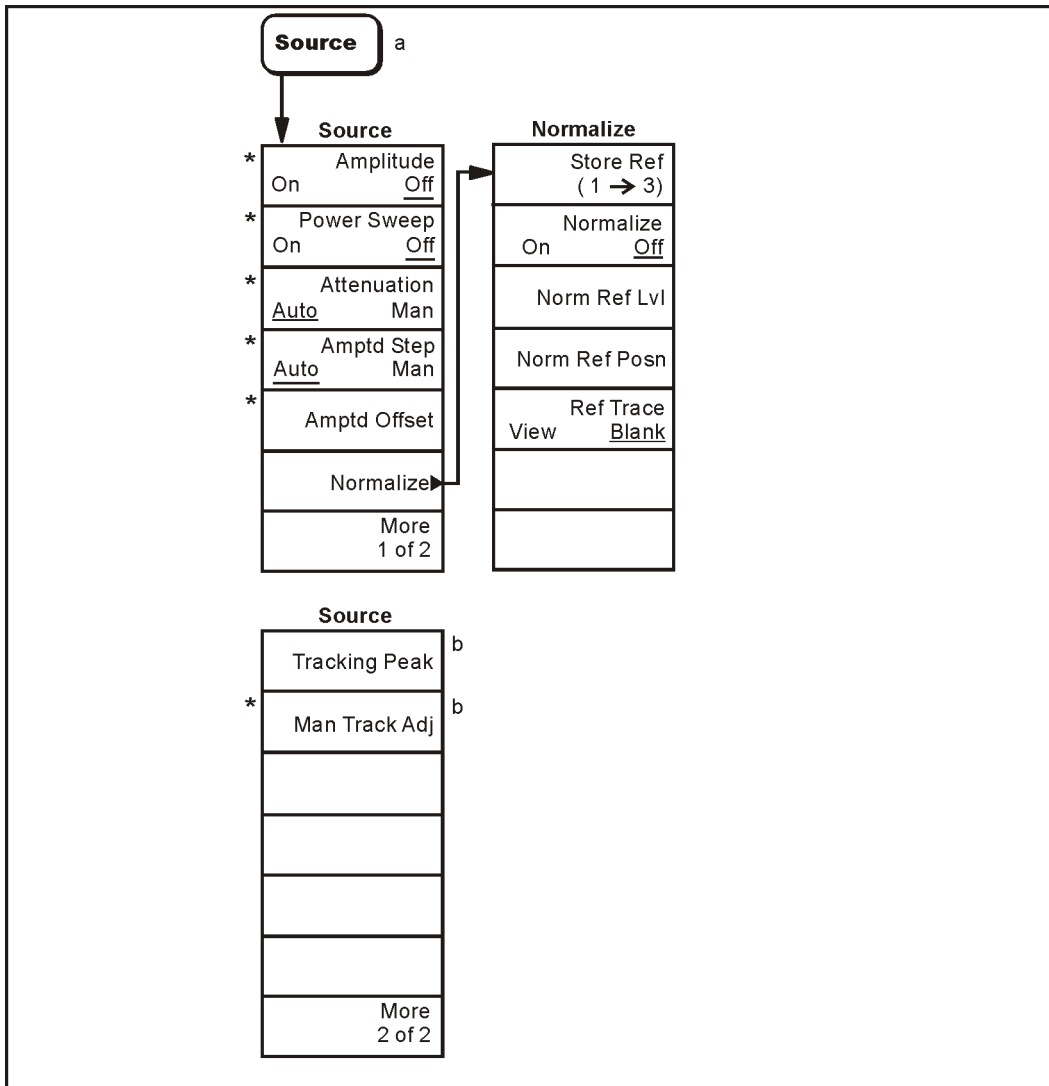 Source a
Source
* Amplitude
On Off
* Power Sweep
On Off
* Attenuation
Auto Man
* Amptd Step
Auto Man
* Amptd Offset
Normalize
More
1 of 2
Normalize
Store Ref
( 1 → 3)
Normalize
On Off
Norm Ref Lvl
Norm Ref Posn
Ref Trace
View Blank
Source
Tracking Peak b
* Man Track Adj b
More
2 of 2